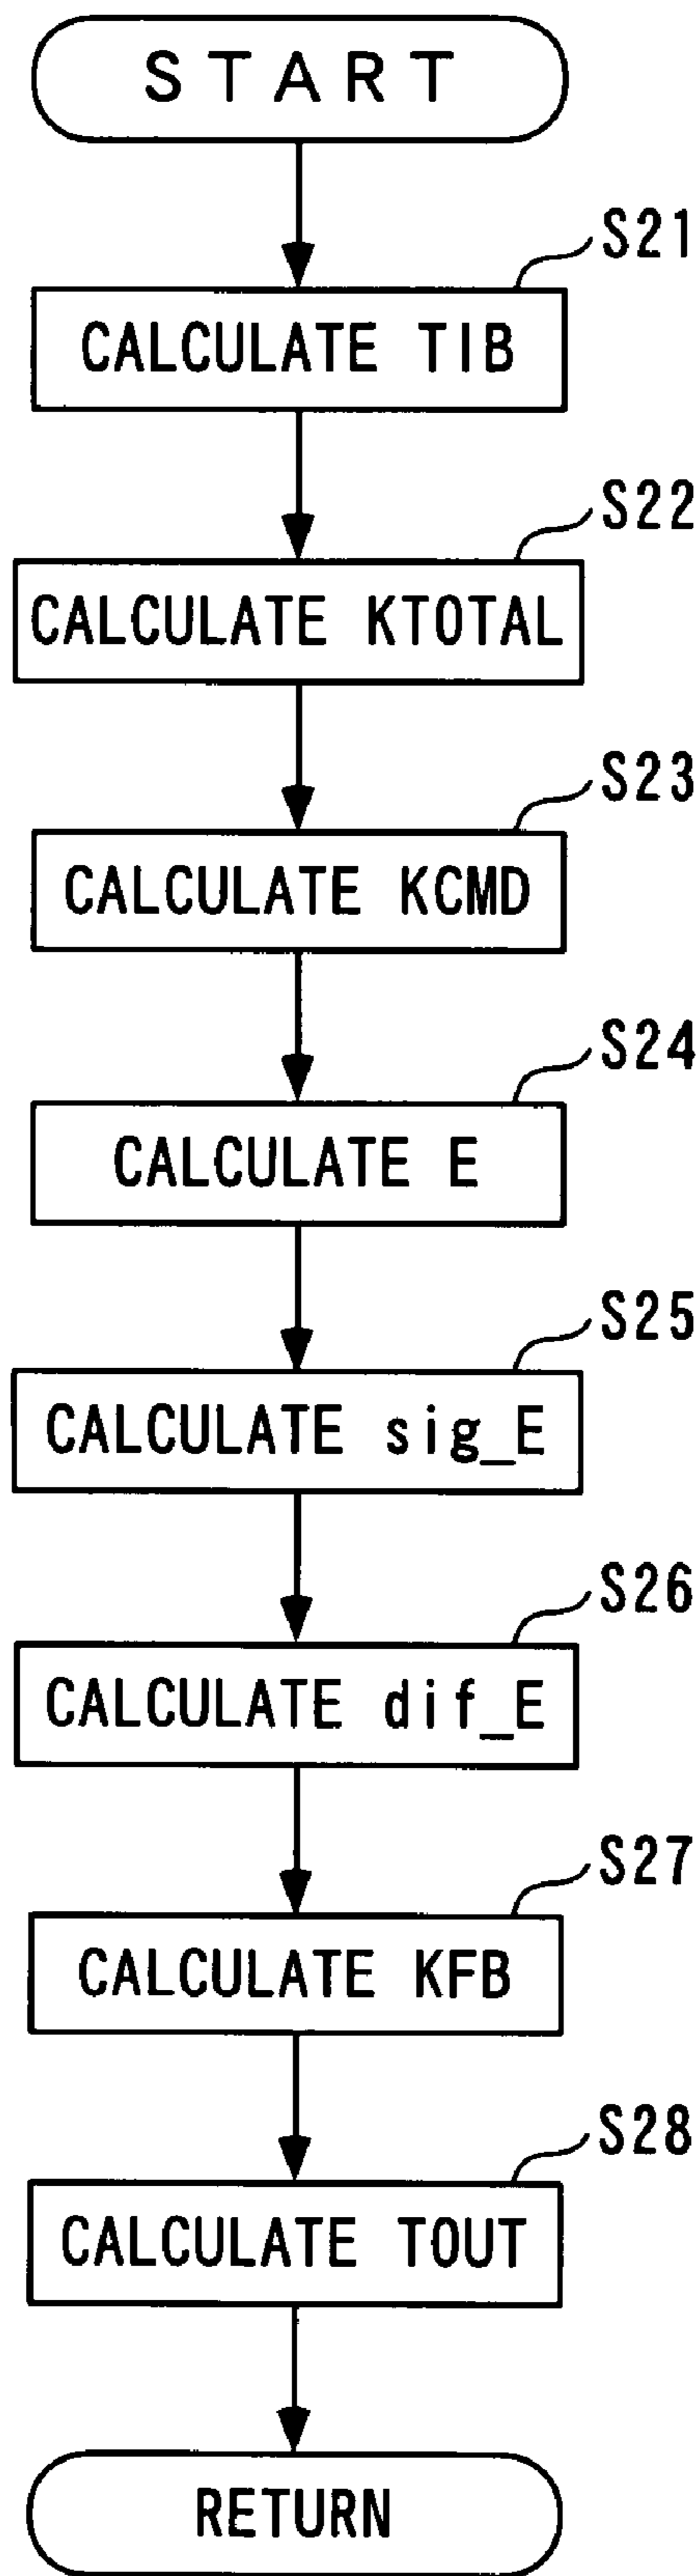 START
S21
CALCULATE TIB
S22
CALCULATE KTOTAL
S23
CALCULATE KCMD
S24
CALCULATE E
S25
CALCULATE sig_E
S26
CALCULATE dif_E
S27
CALCULATE KFB
S28
CALCULATE TOUT
RETURN